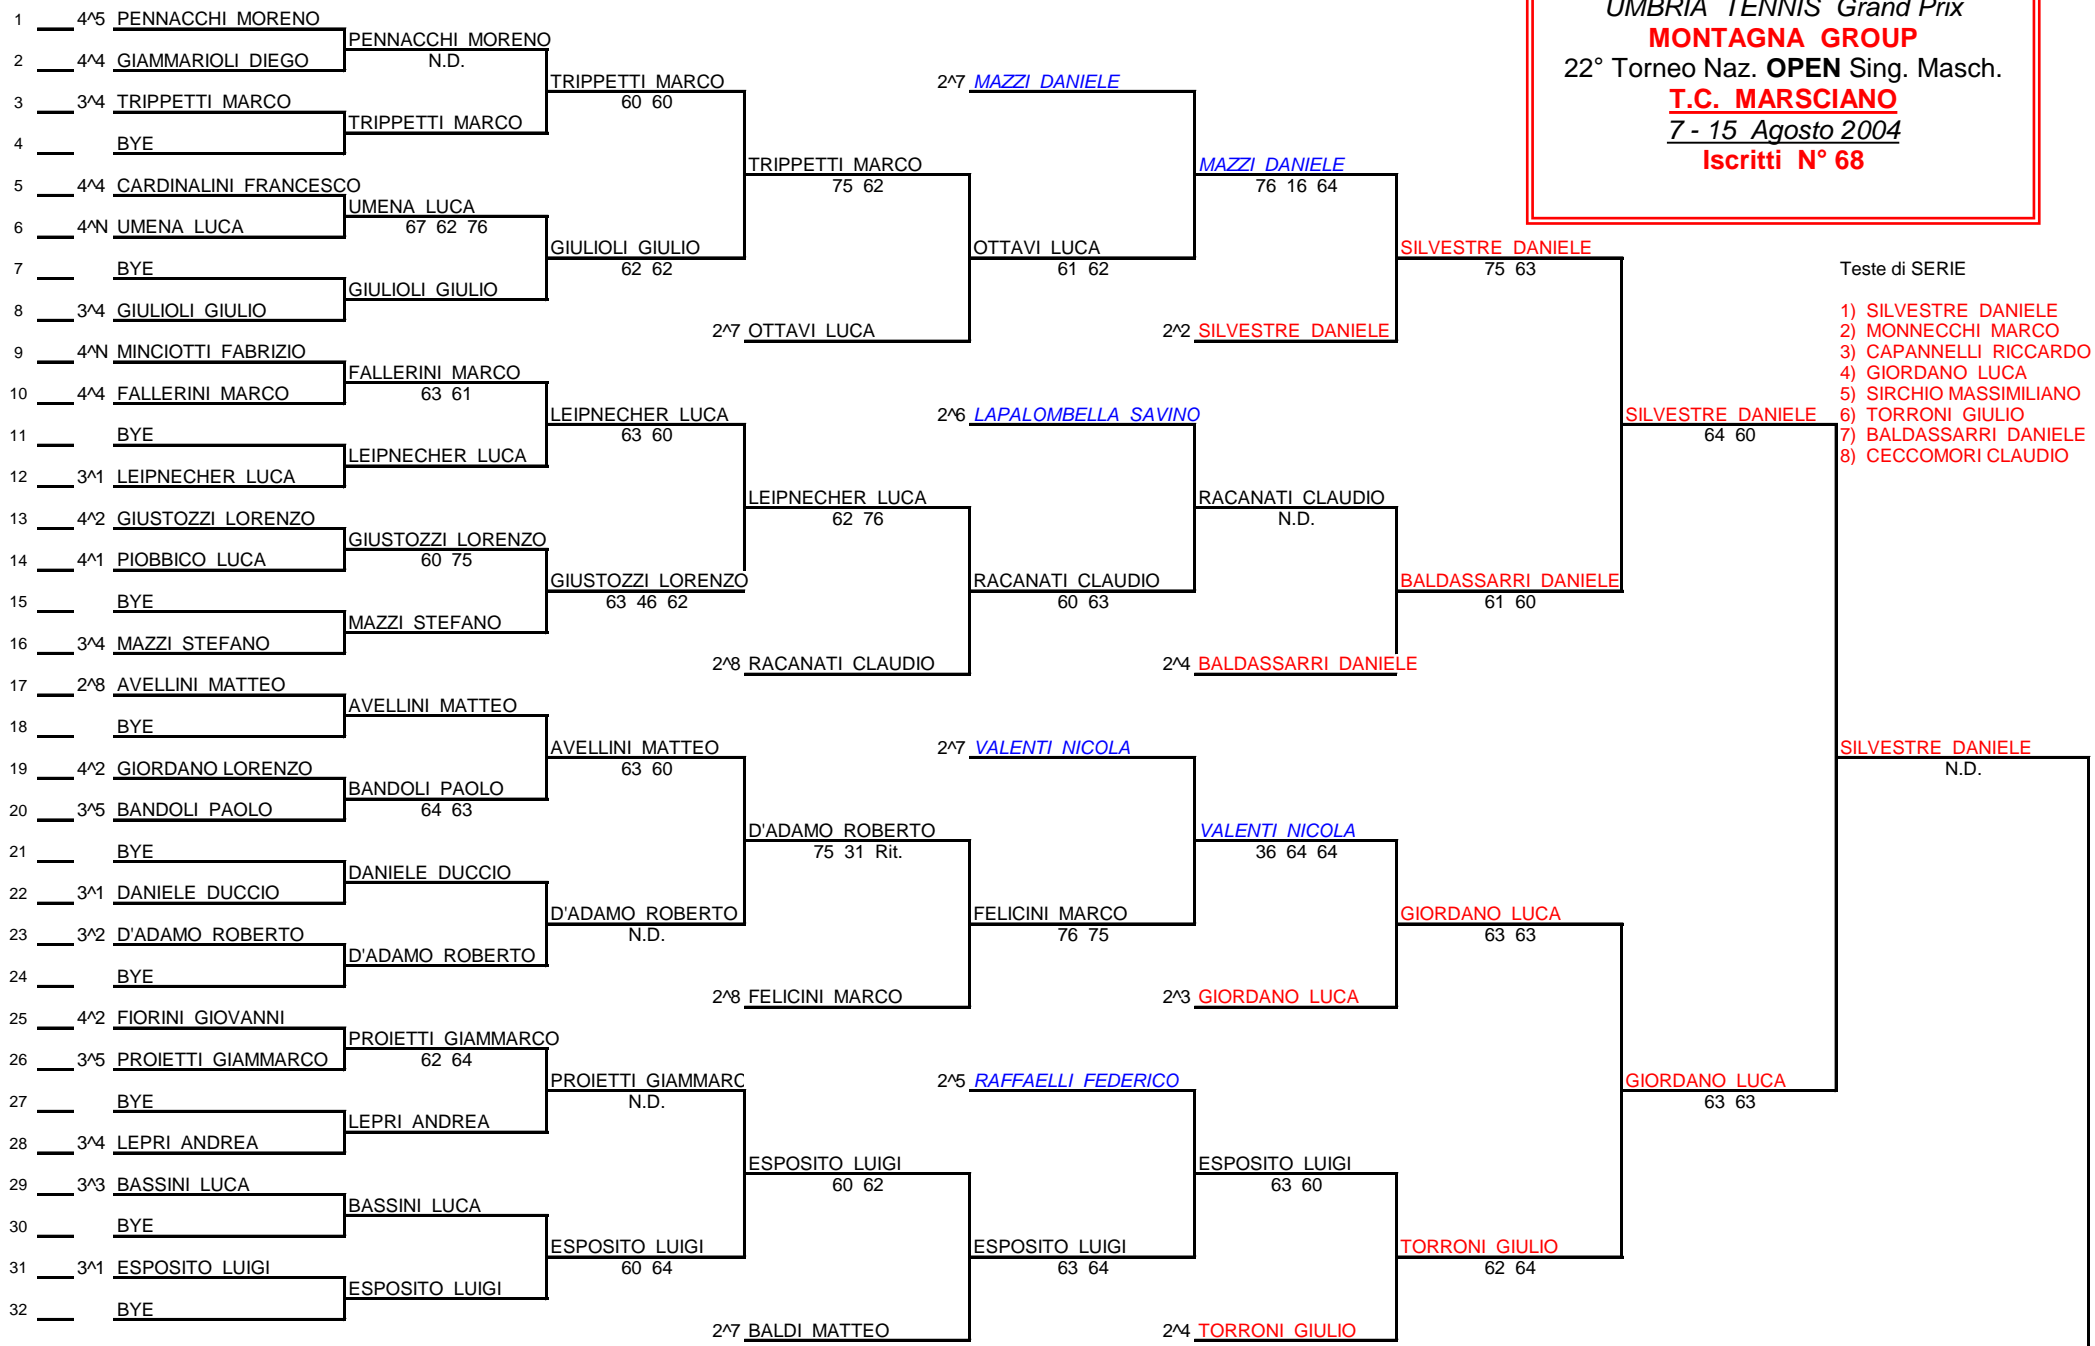 UMBRIA TENNIS Grand Prix
MONTAGNA GROUP
22° Torneo Naz. OPEN Sing. Masch.
T.C. MARSCIANO
7 - 15 Agosto 2004
Iscritti N° 68
Teste di SERIE
1) SILVESTRE DANIELE
2) MONNECCHI MARCO
3) CAPANNELLI RICCARDO
4) GIORDANO LUCA
5) SIRCHIO MASSIMILIANO
6) TORRONI GIULIO
7) BALDASSARRI DANIELE
8) CECCOMORI CLAUDIO
1 4^5 PENNACCHI MORENO
2 4^4 GIAMMARIOLI DIEGO
3 3^4 TRIPPETTI MARCO
4 BYE
5 4^4 CARDINALINI FRANCESCO
6 4^N UMENA LUCA
7 BYE
8 3^4 GIULIOLI GIULIO
9 4^N MINCIOTTI FABRIZIO
10 4^4 FALLERINI MARCO
11 BYE
12 3^1 LEIPNECHER LUCA
13 4^2 GIUSTOZZI LORENZO
14 4^1 PIOBBICO LUCA
15 BYE
16 3^4 MAZZI STEFANO
17 2^8 AVELLINI MATTEO
18 BYE
19 4^2 GIORDANO LORENZO
20 3^5 BANDOLI PAOLO
21 BYE
22 3^1 DANIELE DUCCIO
23 3^2 D'ADAMO ROBERTO
24 BYE
25 4^2 FIORINI GIOVANNI
26 3^5 PROIETTI GIAMMARCO
27 BYE
28 3^4 LEPRI ANDREA
29 3^3 BASSINI LUCA
30 BYE
31 3^1 ESPOSITO LUIGI
32 BYE
PENNACCHI MORENO
N.D.
TRIPPETTI MARCO
UMENA LUCA
67 62 76
GIULIOLI GIULIO
FALLERINI MARCO
63 61
LEIPNECHER LUCA
GIUSTOZZI LORENZO
60 75
MAZZI STEFANO
AVELLINI MATTEO
BANDOLI PAOLO
64 63
DANIELE DUCCIO
D'ADAMO ROBERTO
PROIETTI GIAMMARCO
62 64
LEPRI ANDREA
BASSINI LUCA
ESPOSITO LUIGI
TRIPPETTI MARCO
60 60
GIULIOLI GIULIO
62 62
LEIPNECHER LUCA
63 60
GIUSTOZZI LORENZO
63 46 62
AVELLINI MATTEO
63 60
D'ADAMO ROBERTO
N.D.
PROIETTI GIAMMARC
N.D.
ESPOSITO LUIGI
60 64
TRIPPETTI MARCO
75 62
2^7 OTTAVI LUCA
LEIPNECHER LUCA
62 76
2^8 RACANATI CLAUDIO
D'ADAMO ROBERTO
75 31 Rit.
2^8 FELICINI MARCO
ESPOSITO LUIGI
60 62
2^7 BALDI MATTEO
2^7 MAZZI DANIELE
OTTAVI LUCA
61 62
2^6 LAPALOMBELLA SAVINO
RACANATI CLAUDIO
60 63
2^7 VALENTI NICOLA
FELICINI MARCO
76 75
2^5 RAFFAELLI FEDERICO
ESPOSITO LUIGI
63 64
MAZZI DANIELE
76 16 64
2^2 SILVESTRE DANIELE
RACANATI CLAUDIO
N.D.
2^4 BALDASSARRI DANIELE
VALENTI NICOLA
36 64 64
2^3 GIORDANO LUCA
ESPOSITO LUIGI
63 60
2^4 TORRONI GIULIO
SILVESTRE DANIELE
75 63
BALDASSARRI DANIELE
61 60
GIORDANO LUCA
63 63
TORRONI GIULIO
62 64
SILVESTRE DANIELE
64 60
GIORDANO LUCA
63 63
SILVESTRE DANIELE
N.D.